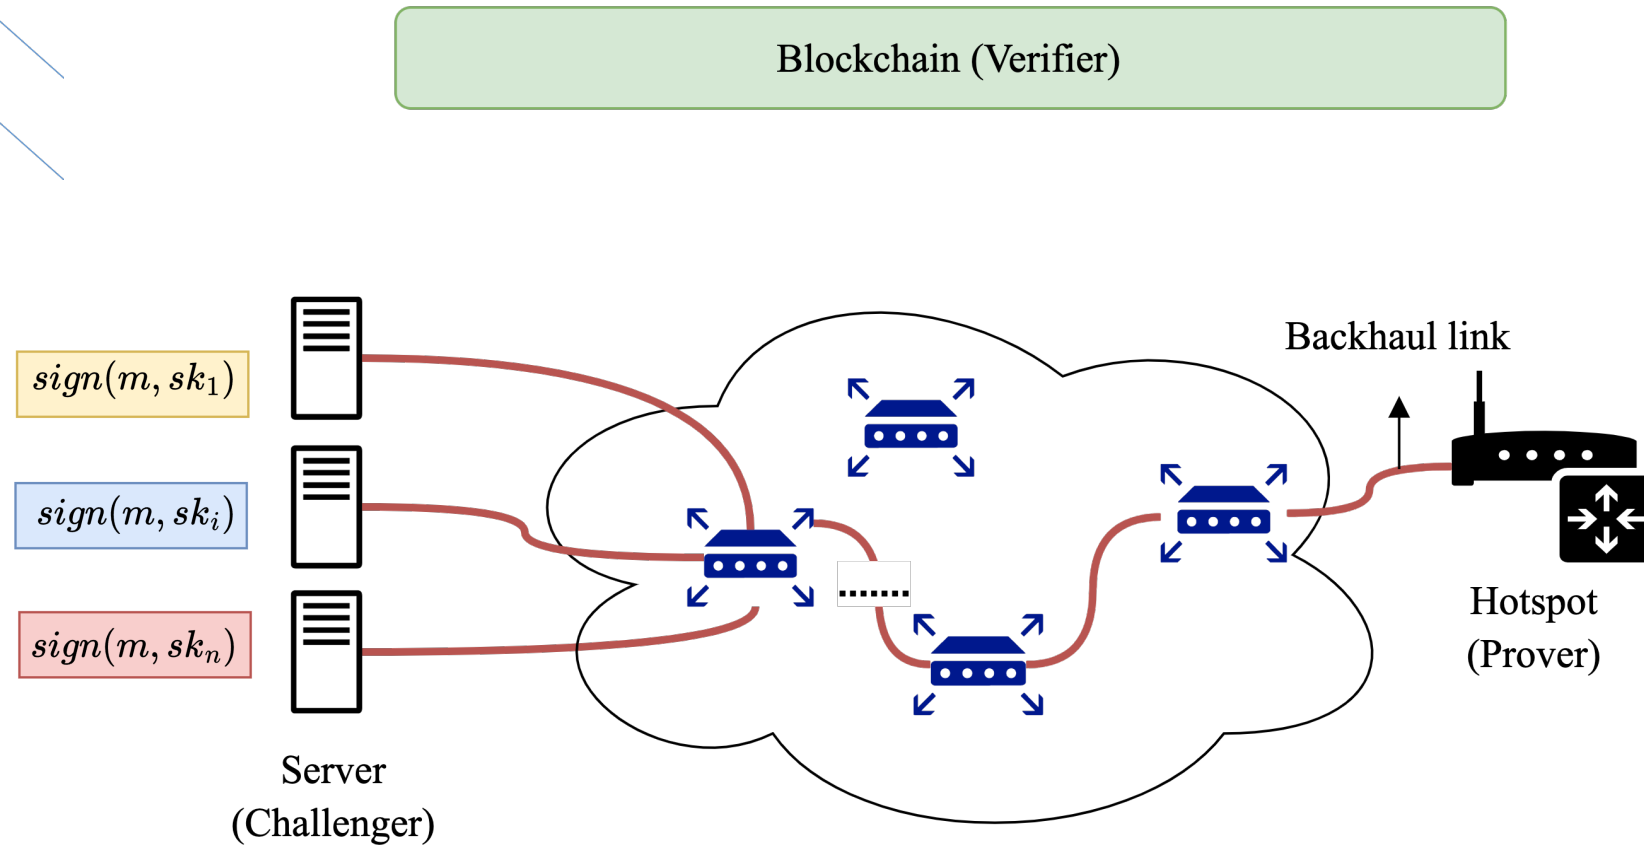 Blockchain (Verifier)
Backhaul link
sign(m, sk₁)
sign(m, skᵢ)
sign(m, skₙ)
Hotspot
(Prover)
Server
(Challenger)